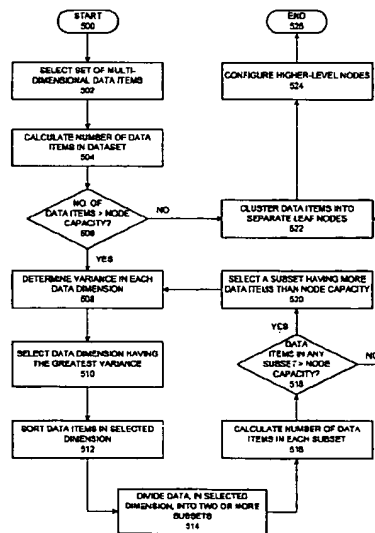 START
500
SELECT SET OF MULTI-
DIMENSIONAL DATA ITEMS
502
CALCULATE NUMBER OF DATA
ITEMS IN DATASET
504
NO. OF
DATA ITEMS > NODE
CAPACITY?
506
NO
YES
DETERMINE VARIANCE IN EACH
DATA DIMENSION
508
SELECT DATA DIMENSION HAVING
THE GREATEST VARIANCE
510
SORT DATA ITEMS IN SELECTED
DIMENSION
512
DIVIDE DATA, IN SELECTED
DIMENSION, INTO TWO OR MORE
SUBSETS
514
CALCULATE NUMBER OF DATA
ITEMS IN EACH SUBSET
516
DATA
ITEMS IN ANY
SUBSET > NODE
CAPACITY?
518
YES
NO
SELECT A SUBSET HAVING MORE
DATA ITEMS THAN NODE CAPACITY
520
CLUSTER DATA ITEMS INTO
SEPARATE LEAF NODES
522
CONFIGURE HIGHER-LEVEL NODES
524
END
526